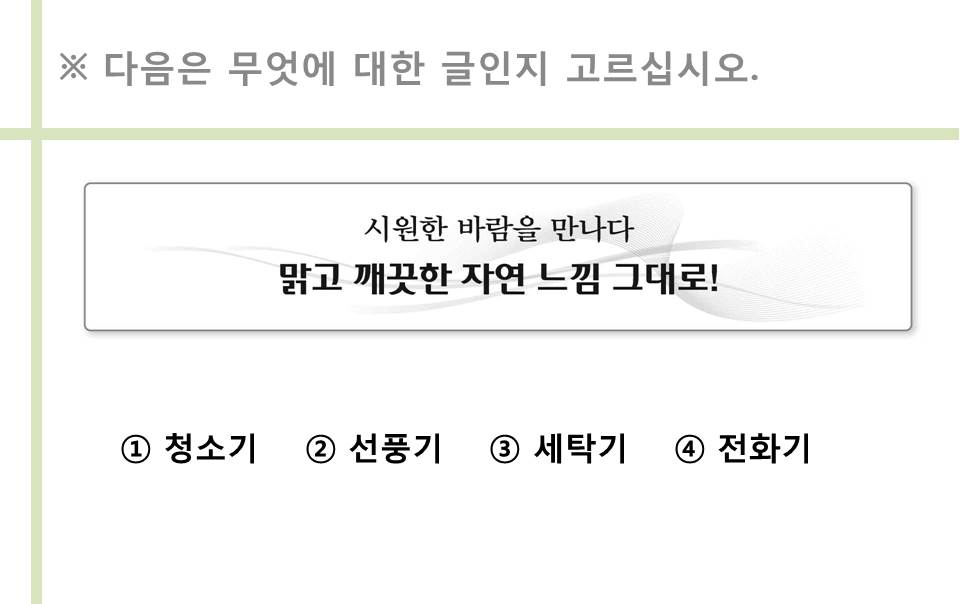 ※ 다음은 무엇에 대한 글인지 고르십시오.
시원한 바람을 만나다
맑고 깨끗한 자연 느낌 그대로!
① 청소기 ② 선풍기 ③ 세탁기 ④ 전화기